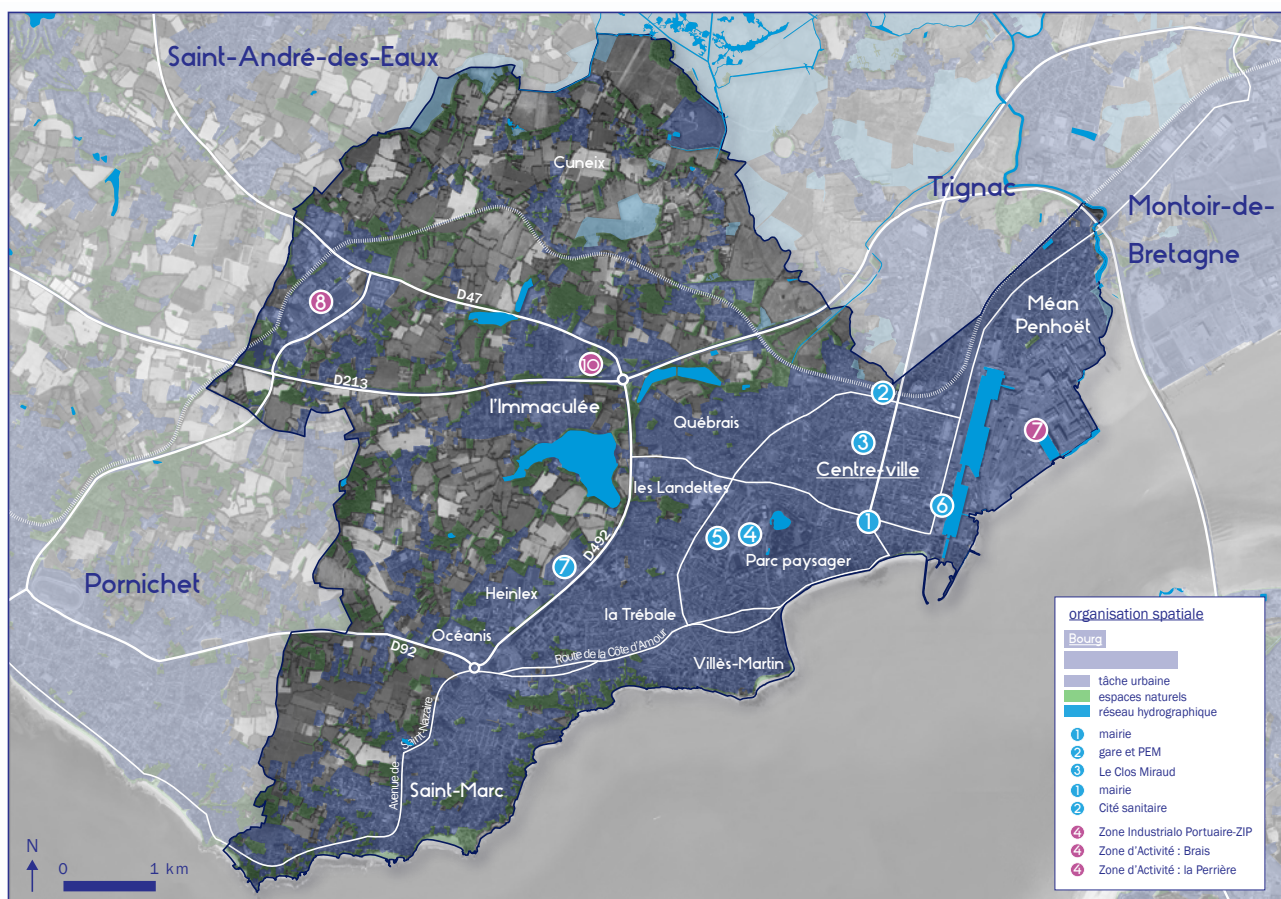 Saint-André-des-Eaux
Cuneix
Trignac
Montoir-de-
Bretagne
Méan
Penhoët
8
D47
10
D213
l'Immaculée
2
7
Québrais
3
Centre-ville
les Landettes
6
1
5
4
D492
7
Parc paysager
Pornichet
Heinlex
la Trébale
Océanis
D92
Route de la Côte d'Amour
Villès-Martin
Avenue de Saint-Nazaire
Saint-Marc
N
0 1 km
organisation spatiale
Bourg
tâche urbaine
espaces naturels
réseau hydrographique
1 mairie
2 gare et PEM
3 Le Clos Miraud
1 mairie
2 Cité sanitaire
4 Zone Industrialo Portuaire-ZIP
4 Zone d'Activité : Brais
4 Zone d'Activité : la Perrière